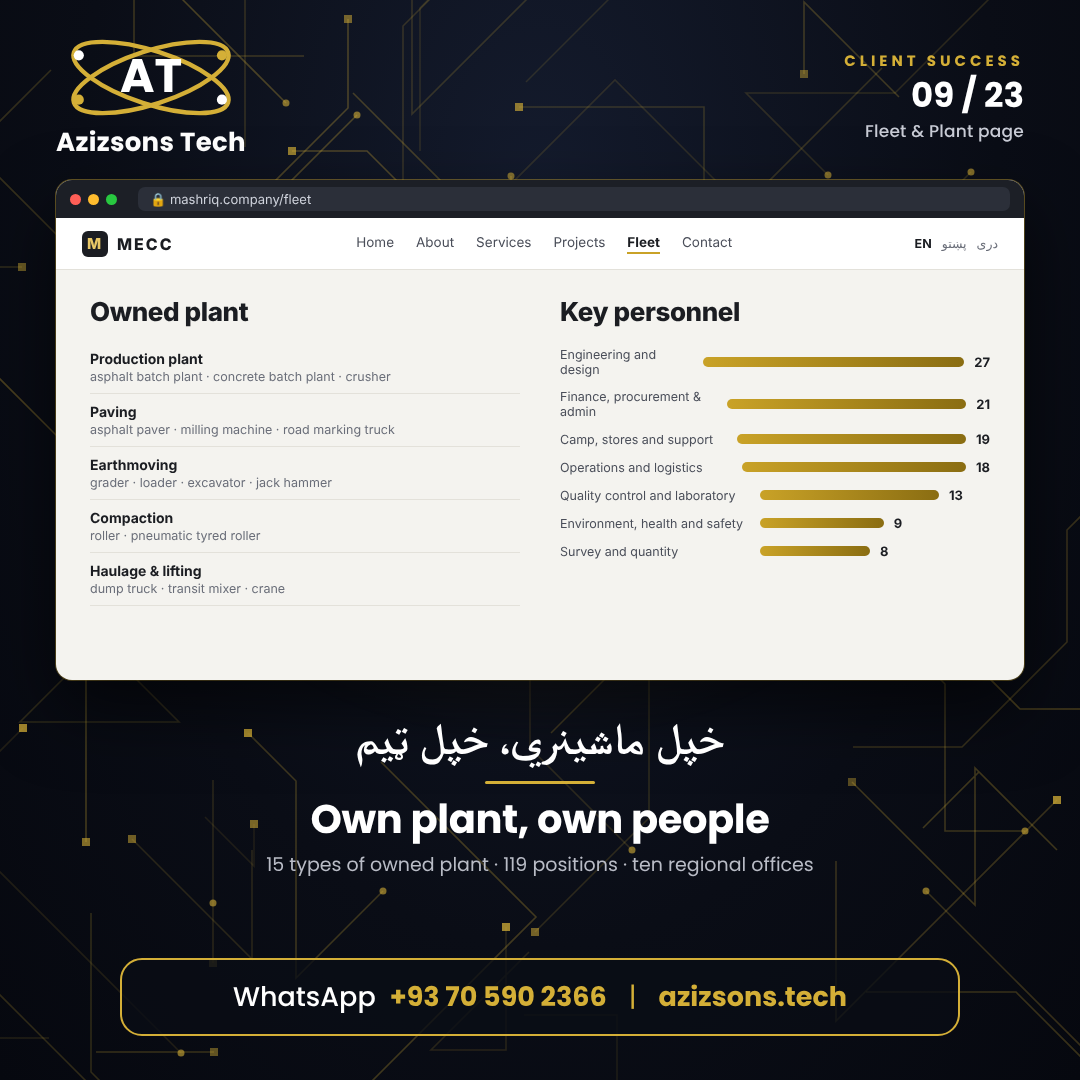 AT
Azizsons Tech
CLIENT SUCCESS
09 / 23
Fleet & Plant page
mashriq.company/fleet
M MECC
Home About Services Projects Fleet Contact
EN پښتو دری
Owned plant
Production plant
asphalt batch plant · concrete batch plant · crusher
Paving
asphalt paver · milling machine · road marking truck
Earthmoving
grader · loader · excavator · jack hammer
Compaction
roller · pneumatic tyred roller
Haulage & lifting
dump truck · transit mixer · crane
Key personnel
Engineering and
design 27
Finance, procurement &
admin 21
Camp, stores and support 19
Operations and logistics 18
Quality control and laboratory 13
Environment, health and safety 9
Survey and quantity 8
خپل ماشینري، خپل ټیم
Own plant, own people
15 types of owned plant · 119 positions · ten regional offices
WhatsApp +93 70 590 2366 | azizsons.tech